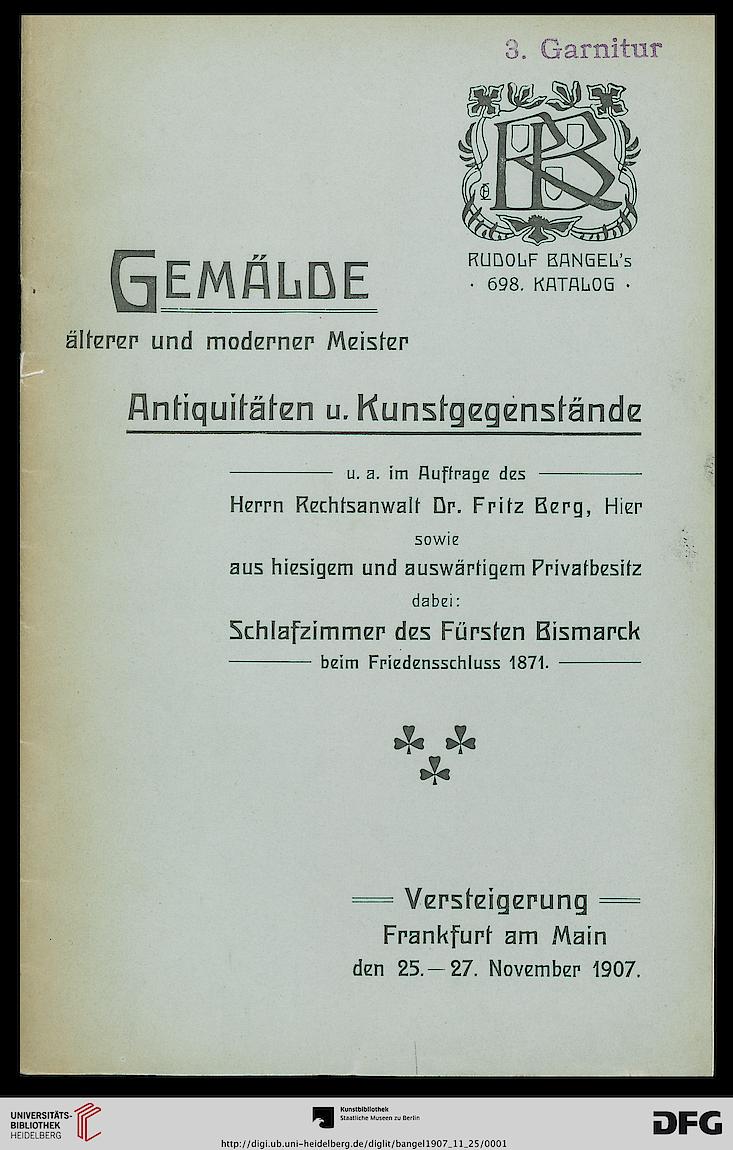 3. Garnitur
RB
RUDOLF BANGEL's
· 698. KATALOG ·
GEMÄLDE
älterer und moderner Meister
Antiquitäten u. Kunstgegenstände
u. a. im Auftrage des
Herrn Rechtsanwalt Dr. Fritz Berg, Hier
sowie
aus hiesigem und auswärtigem Privatbesitz
dabei:
Schlafzimmer des Fürsten Bismarck
beim Friedensschluss 1871.
Versteigerung
Frankfurt am Main
den 25.—27. November 1907.
UNIVERSITÄTS-
BIBLIOTHEK
HEIDELBERG
Kunstbibliothek
Staatliche Museen zu Berlin
http://digi.ub.uni-heidelberg.de/diglit/bangel1907_11_25/0001
DFG